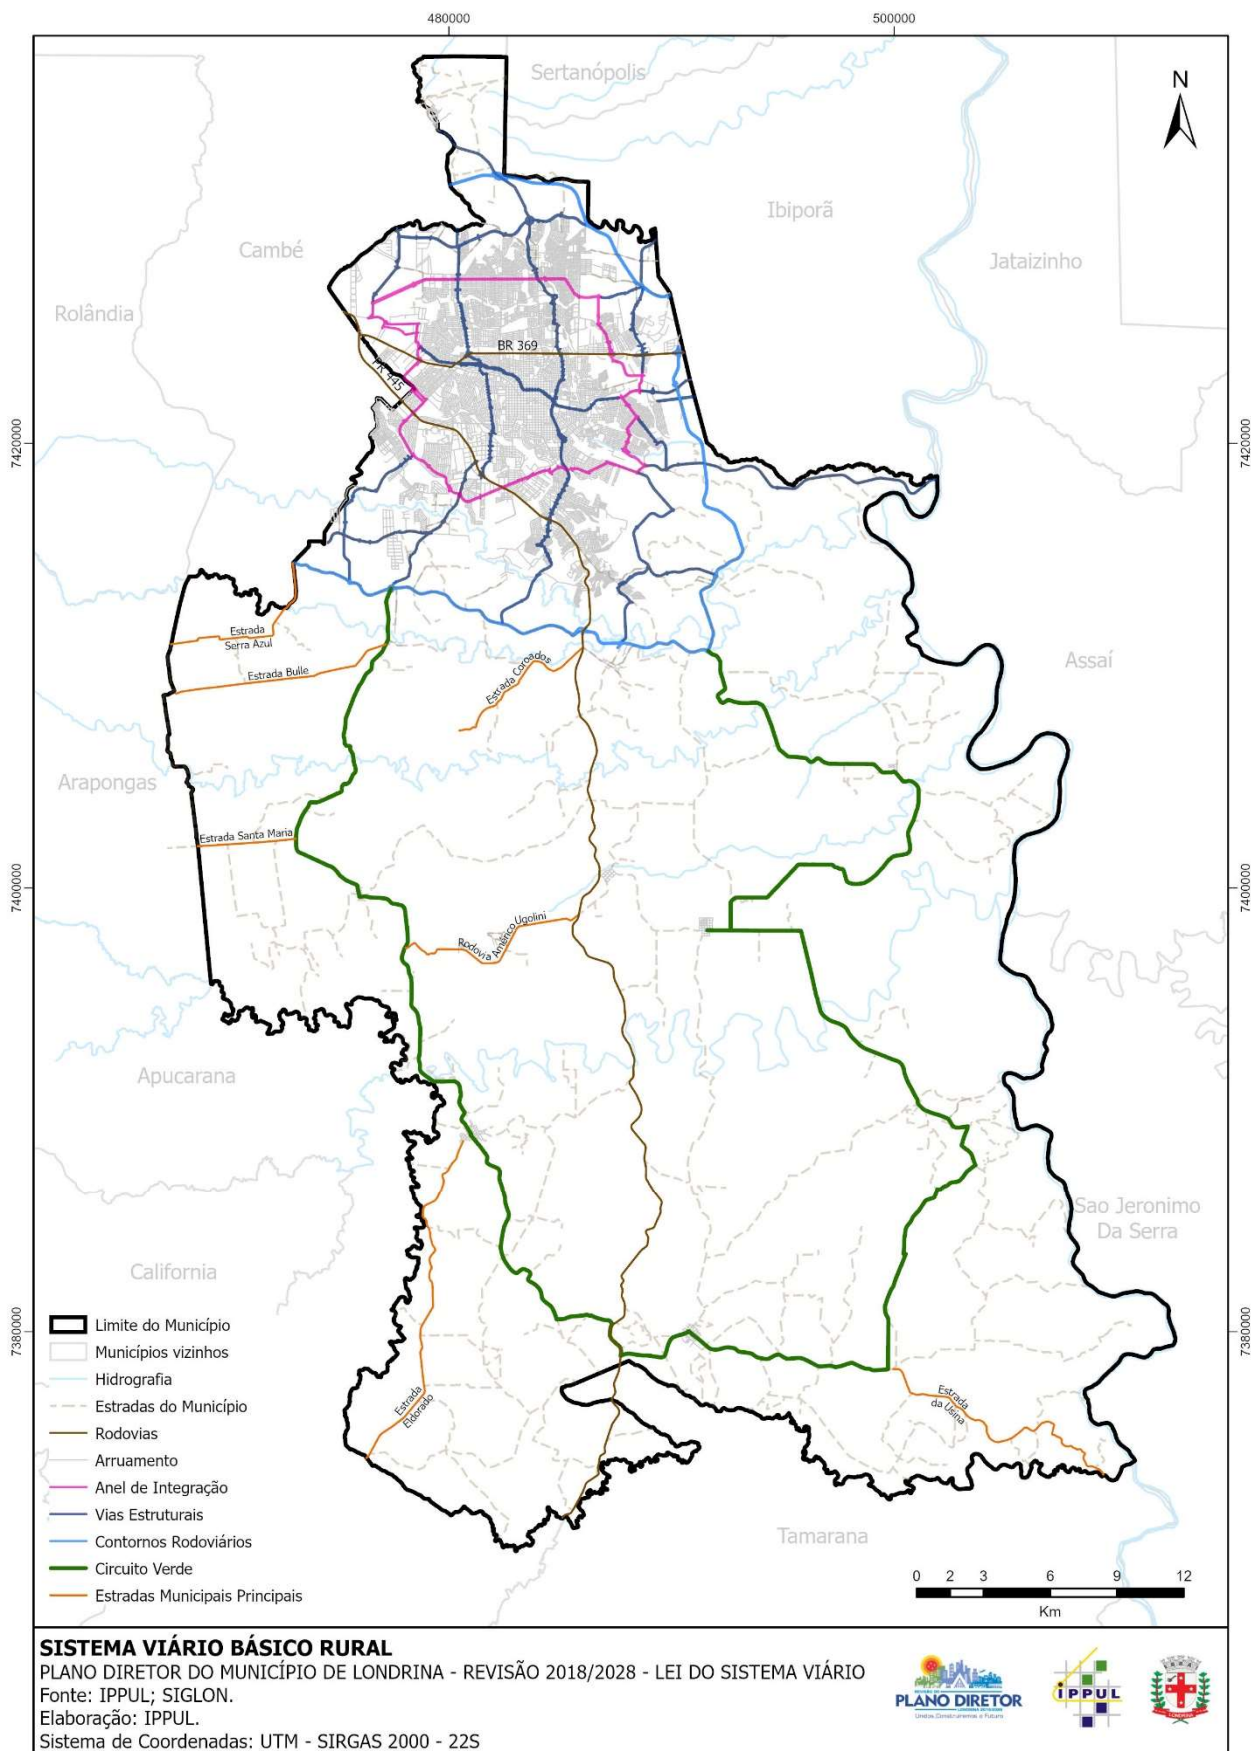 480000
500000
Sertanópolis
N
Ibiporã
Cambé
Jataizinho
Rolândia
BR 369
PR 445
7420000
7420000
Estrada
Serra Azul
Estrada Bulle
Estrada Coroados
Assaí
Arapongas
Estrada Santa Maria
7400000
7400000
Rodovia Américo Ugolini
Apucarana
Sao Jeronimo
Da Serra
California
7380000
7380000
Limite do Município
Municípios vizinhos
Hidrografia
Estradas do Município
Rodovias
Arruamento
Anel de Integração
Vias Estruturais
Contornos Rodoviários
Circuito Verde
Estradas Municipais Principais
Estrada
Eldorado
Estrada
da Usina
Tamarana
0 2 3 6 9 12
Km
SISTEMA VIÁRIO BÁSICO RURAL
PLANO DIRETOR DO MUNICÍPIO DE LONDRINA - REVISÃO 2018/2028 - LEI DO SISTEMA VIÁRIO
Fonte: IPPUL; SIGLON.
Elaboração: IPPUL.
Sistema de Coordenadas: UTM - SIRGAS 2000 - 22S
PLANO DIRETOR
Unidos Construiremos o Futuro
IPPUL
LONDRINA